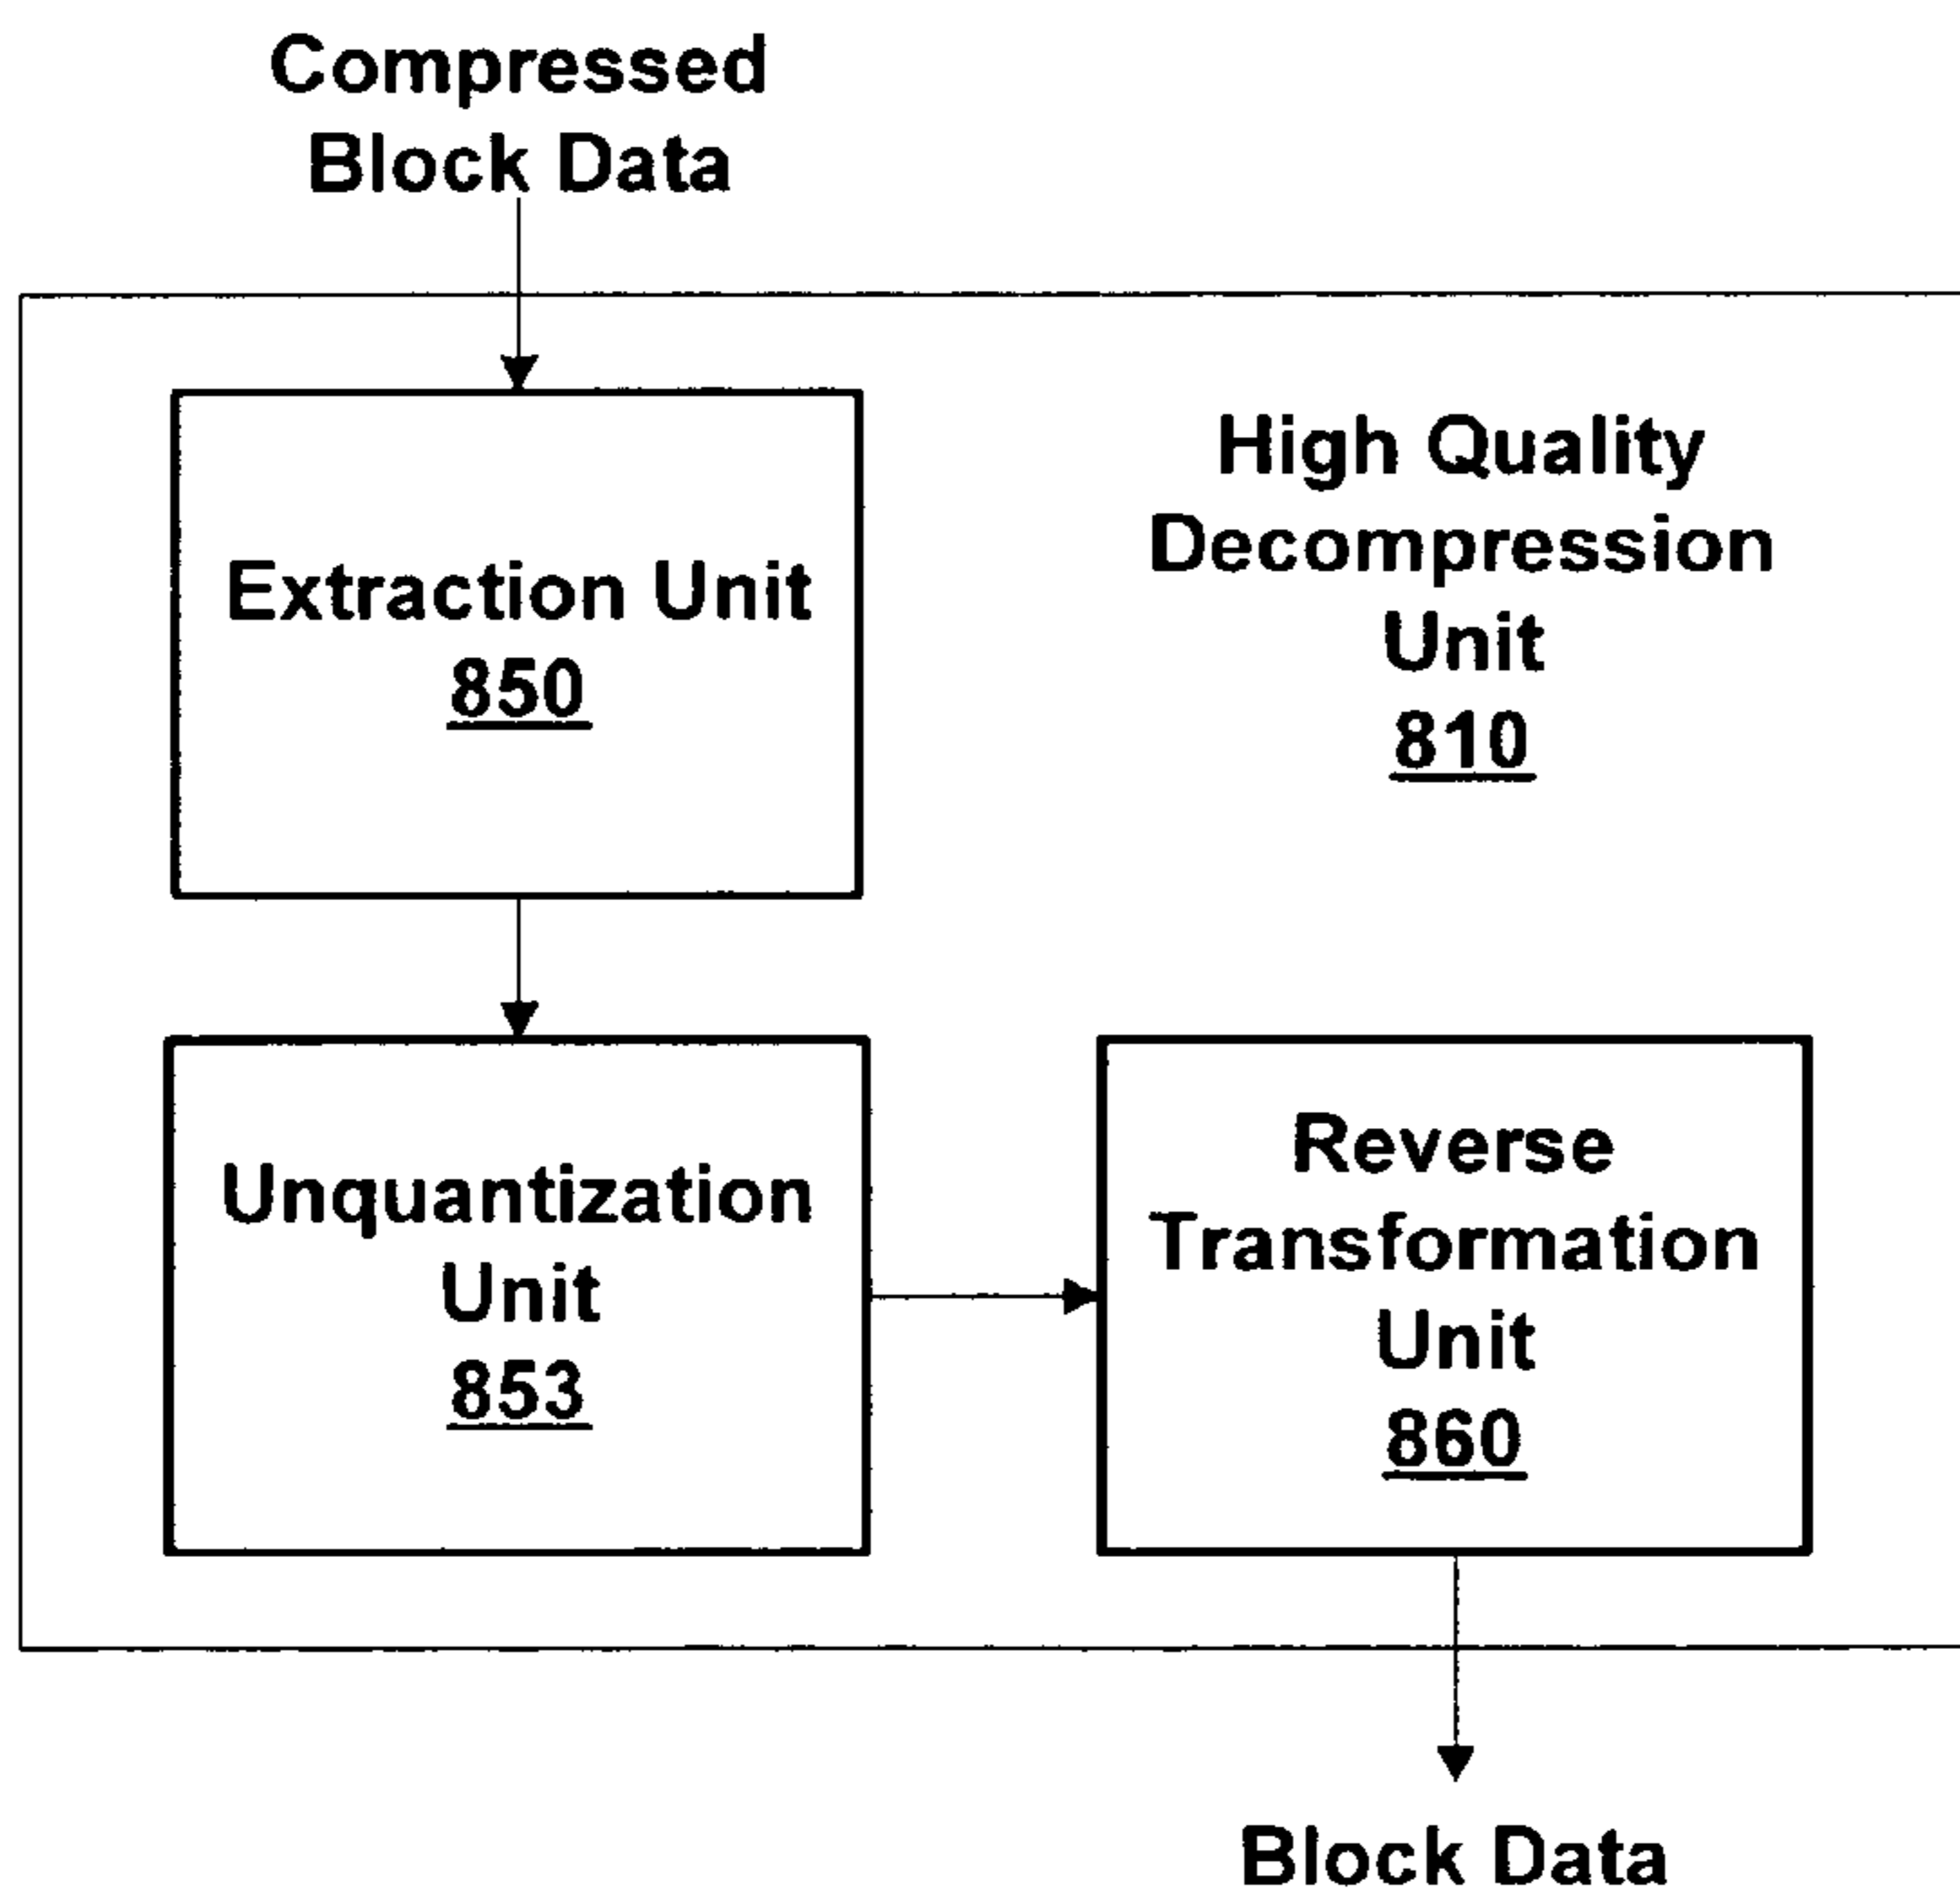 Compressed
Block Data
Extraction Unit
850
High Quality
Decompression
Unit
810
Unquantization
Unit
853
Reverse
Transformation
Unit
860
Block Data